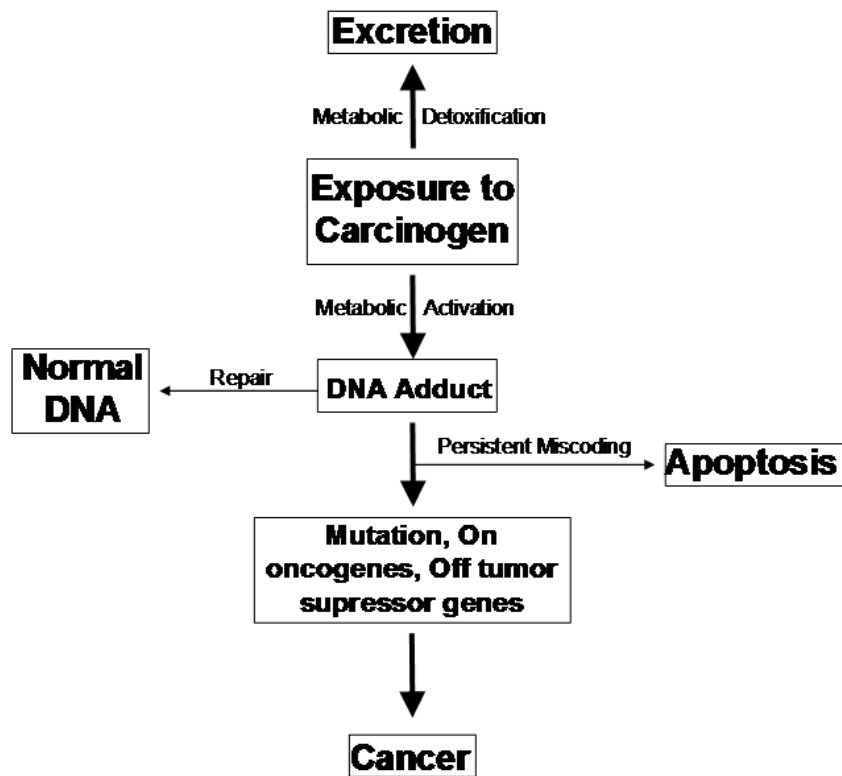 Excretion
Metabolic Detoxification
Exposure to
Carcinogen
Metabolic Activation
Normal
DNA
Repair
DNA Adduct
Persistent Miscoding
Apoptosis
Mutation, On
oncogenes, Off tumor
supressor genes
Cancer